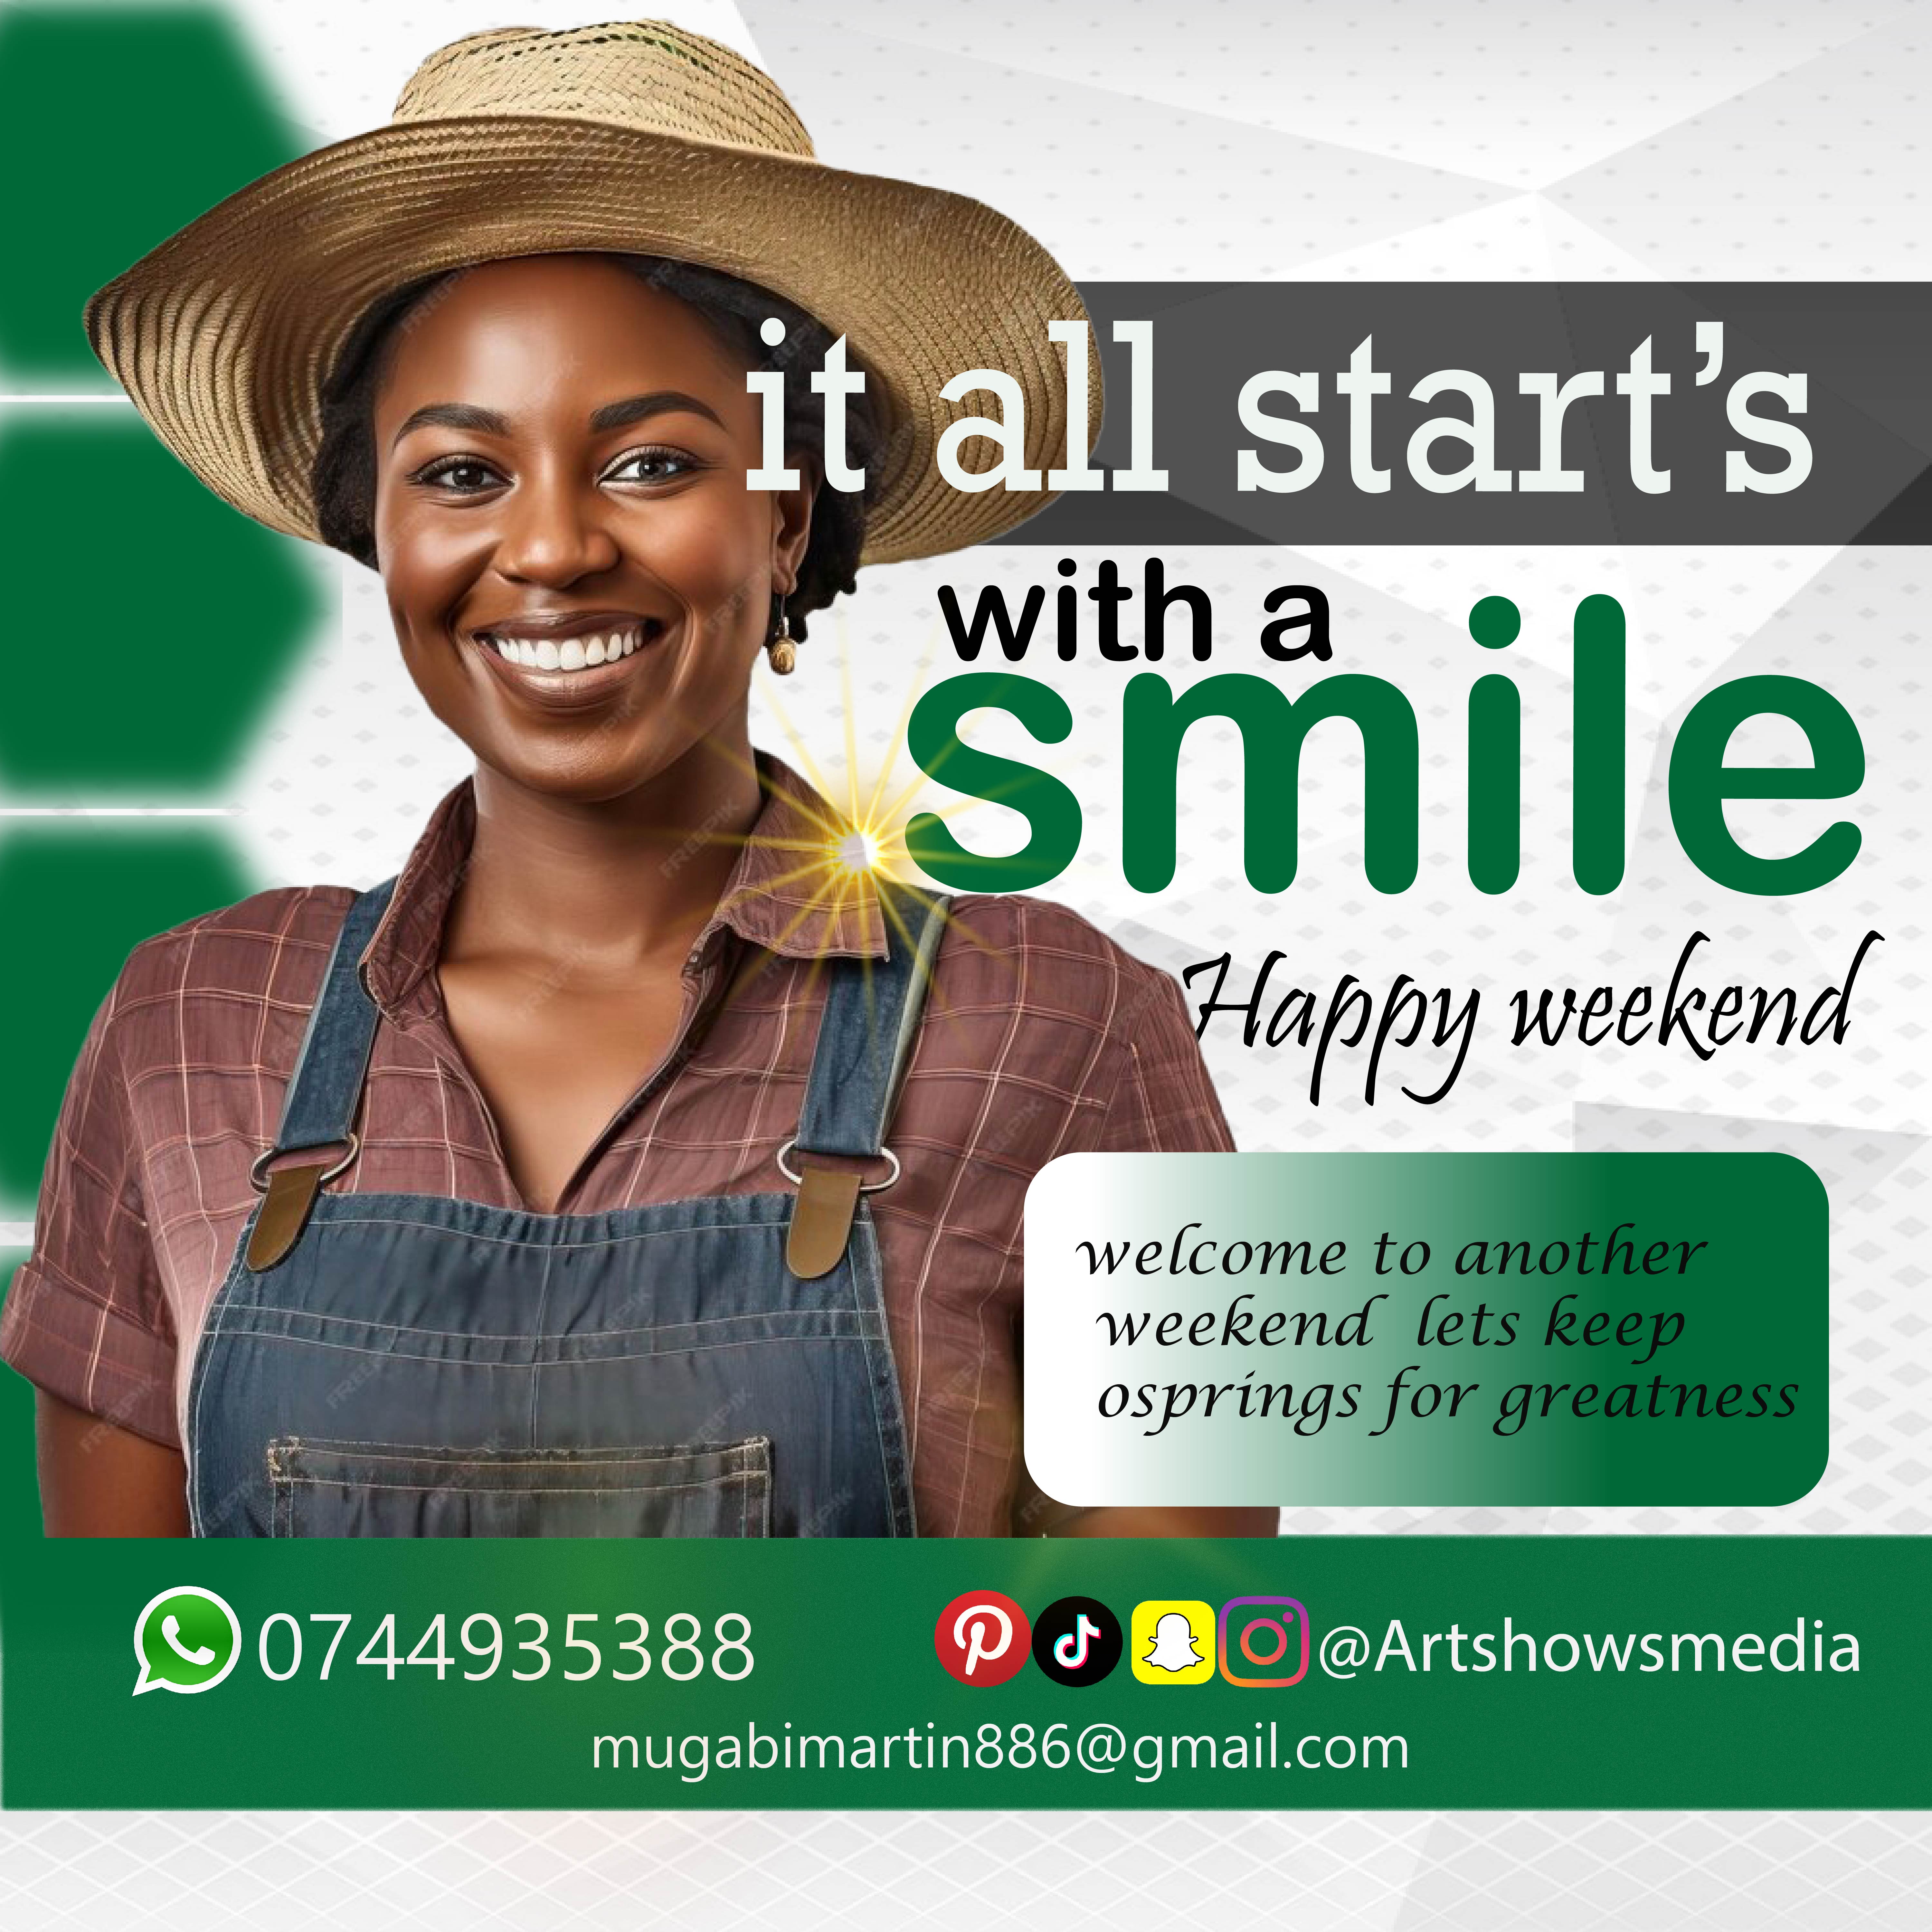 it all start's
with a
smile
Happy weekend
welcome to another
weekend lets keep
osprings for greatness
0744935388
@Artshowsmedia
mugabimartin886@gmail.com